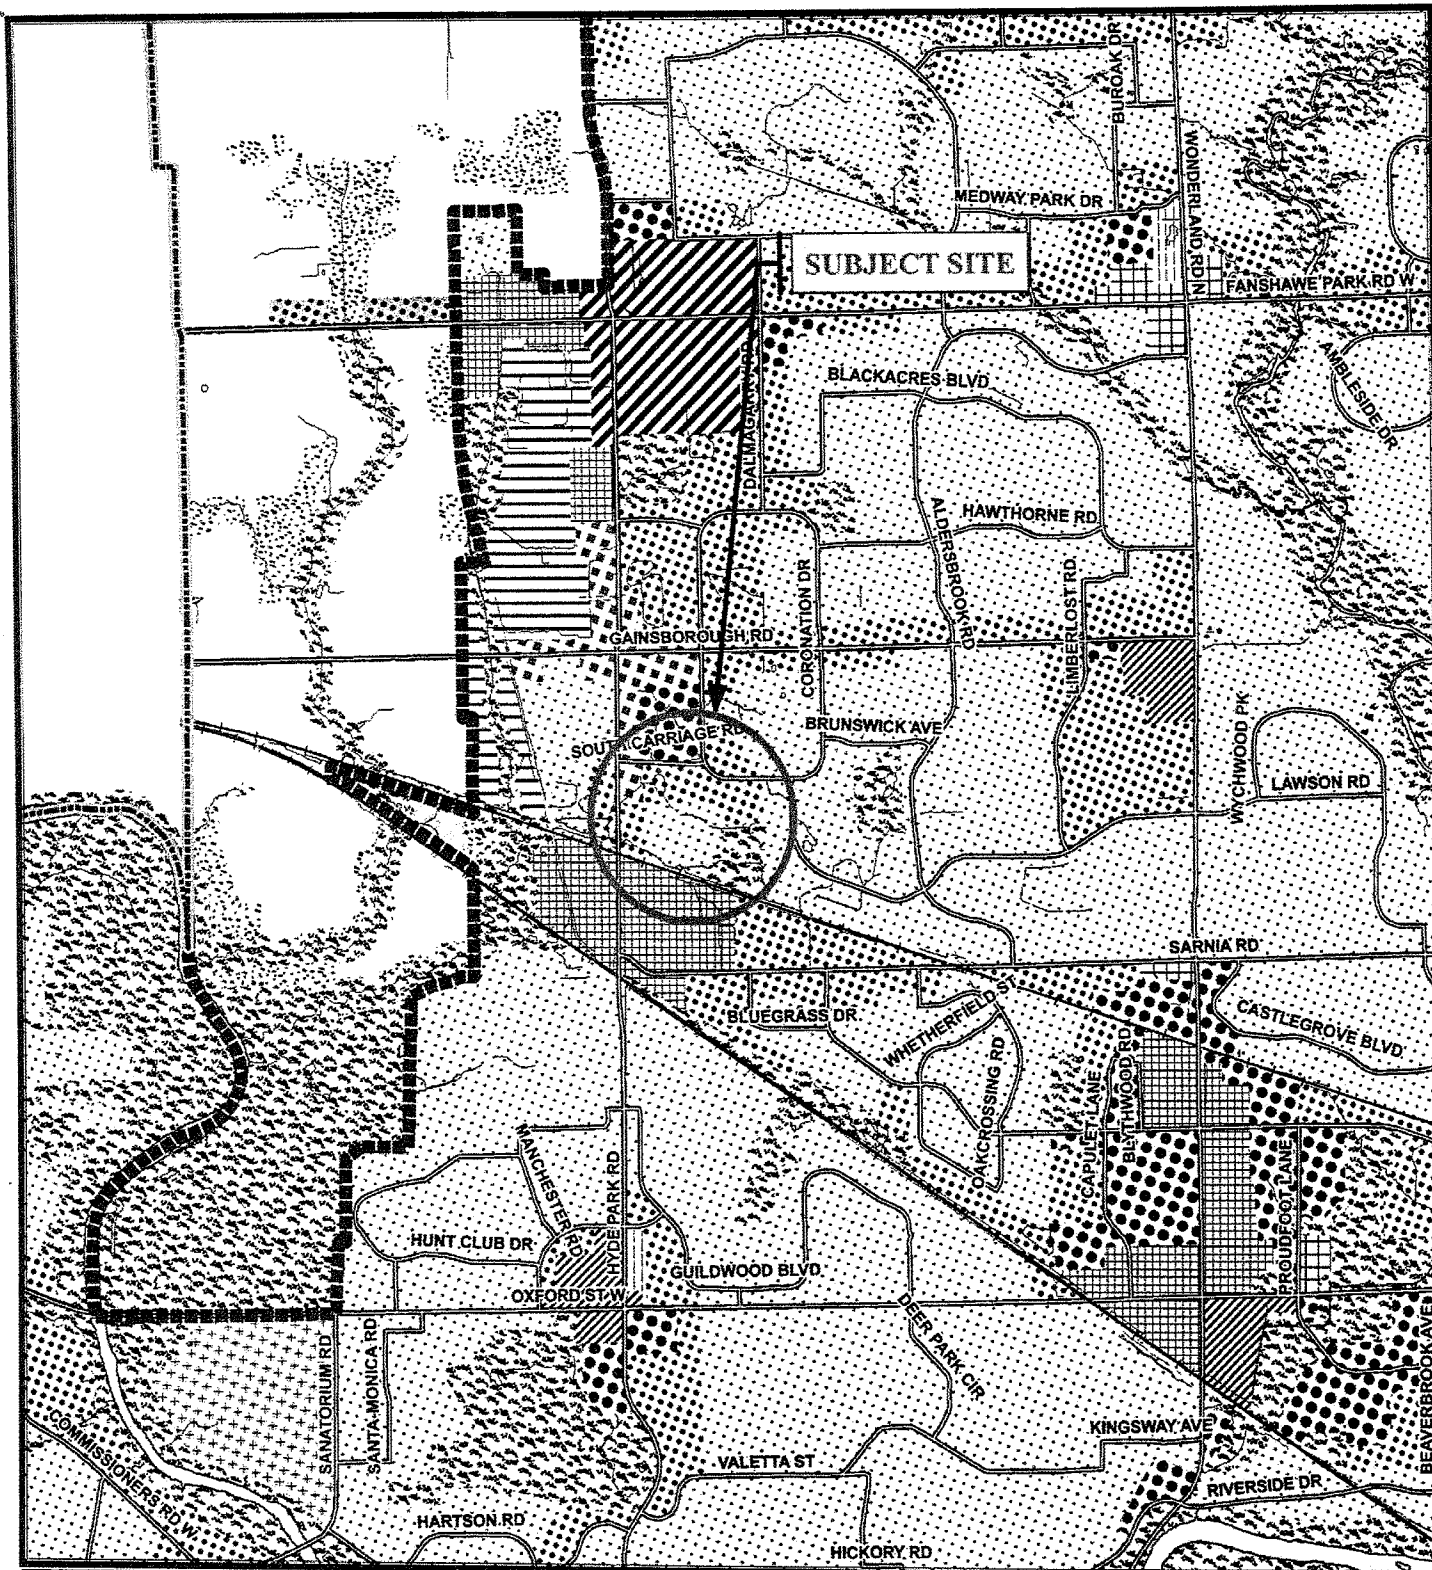 BUROAK DR
WONDERLAND RD N
MEDWAY PARK DR
SUBJECT SITE
FANSHAWE PARK RD W
DALMAGARRY RD
BLACKACRES BLVD
AMBLESIDE DR
HAWTHORNE RD
ALDERSBROOK RD
CORONATION DR
LIMBERLOST RD
GAINSBOROUGH RD
SOUTH CARRIAGE RD
BRUNSWICK AVE
WYCHWOOD PK
LAWSON RD
SARNIA RD
BLUEGRASS DR
WHETHERFIELD ST
CASTLEGROVE BLVD
OAKCROSSING RD
CAPULET LANE
BLYTHWOOD RD
PROUDFOOT LANE
MANCHESTER RD
HYDE PARK RD
HUNT CLUB DR
GUILDWOOD BLVD
OXFORD ST W
DEER PARK CIR
SANATORIUM RD
SANTA MONICA RD
BEAVERBROOK AVE
COMMISSIONERS RD W
KINGSWAY AVE
VALETTA ST
RIVERSIDE DR
HARTSON RD
HICKORY RD